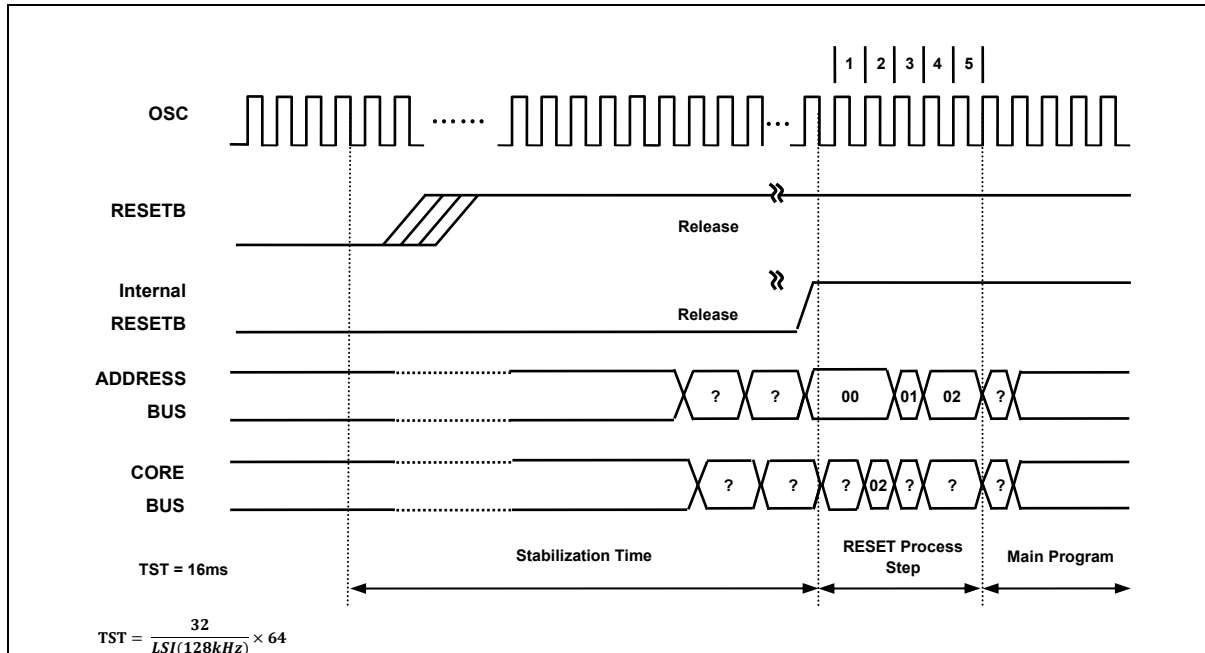 1 2 3 4 5
OSC
...... ...
RESETB
Release
Internal
RESETB
Release
ADDRESS
BUS
? ? 00 01 02 ?
CORE
BUS
? ? ? 02 ? ? ?
TST = 16ms
Stabilization Time
RESET Process
Step
Main Program
TST = 32 / LSI(128kHz) × 64